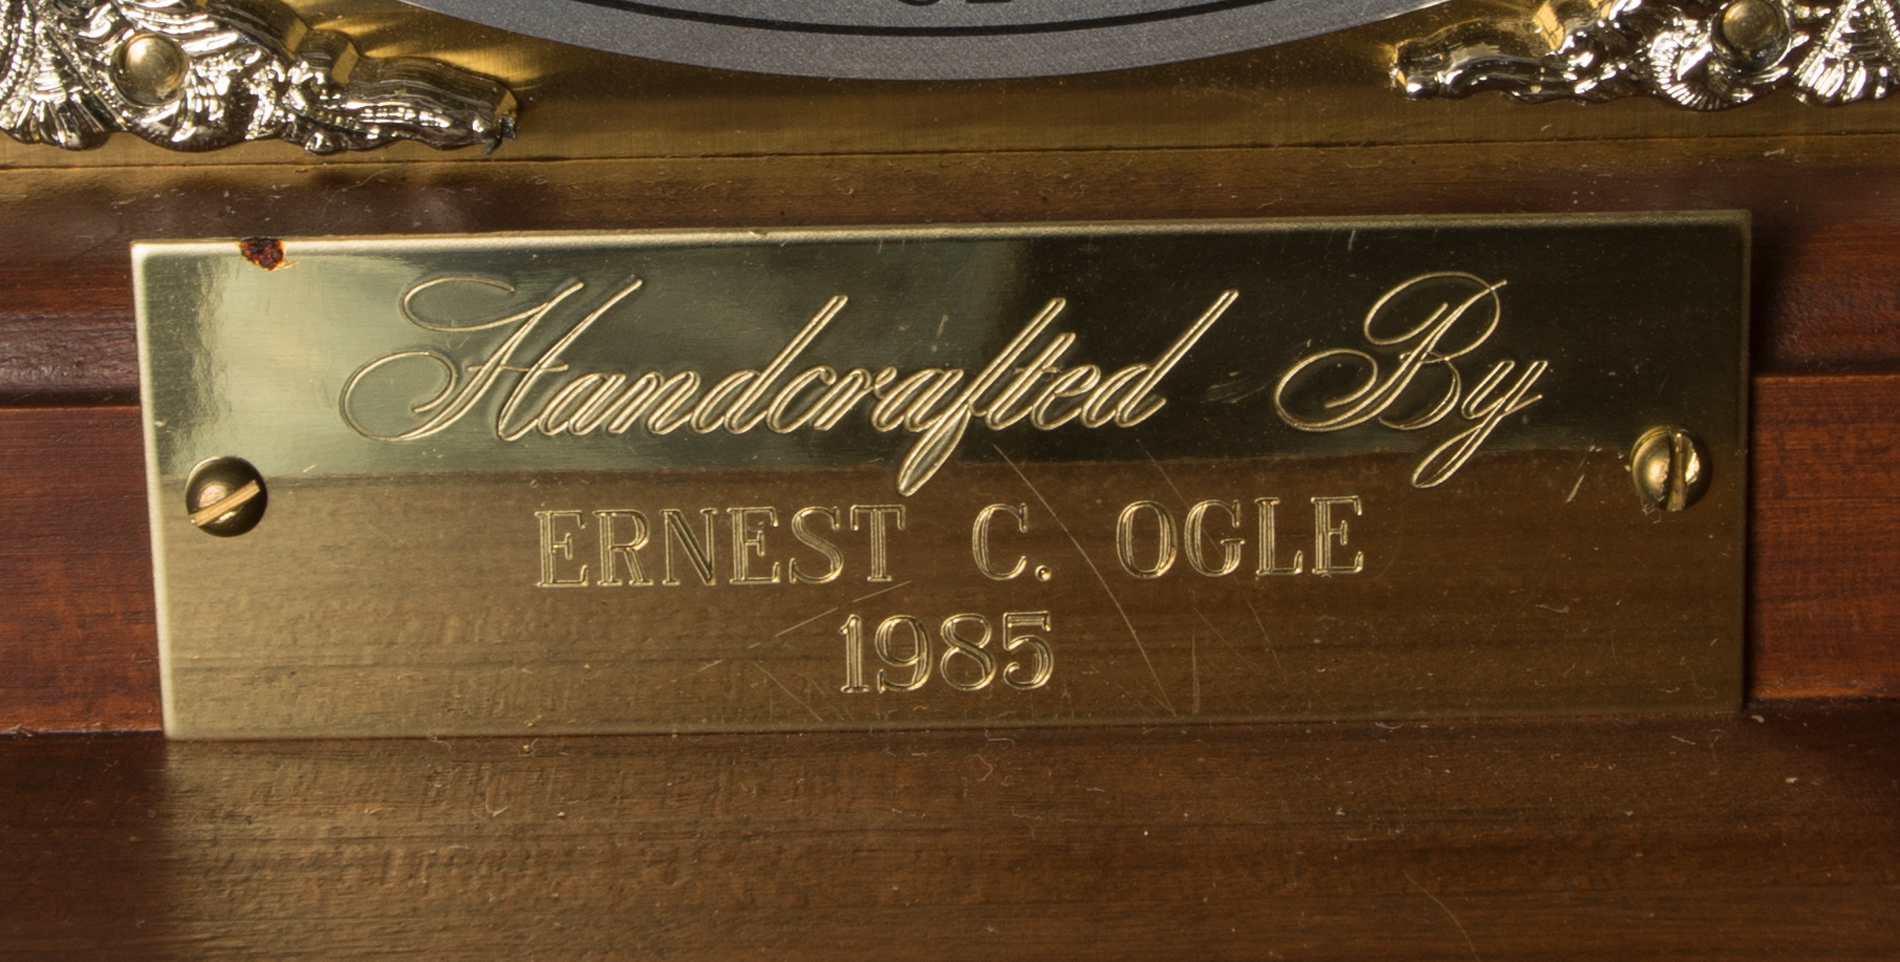 Handcrafted By
ERNEST C. OGLE
1985